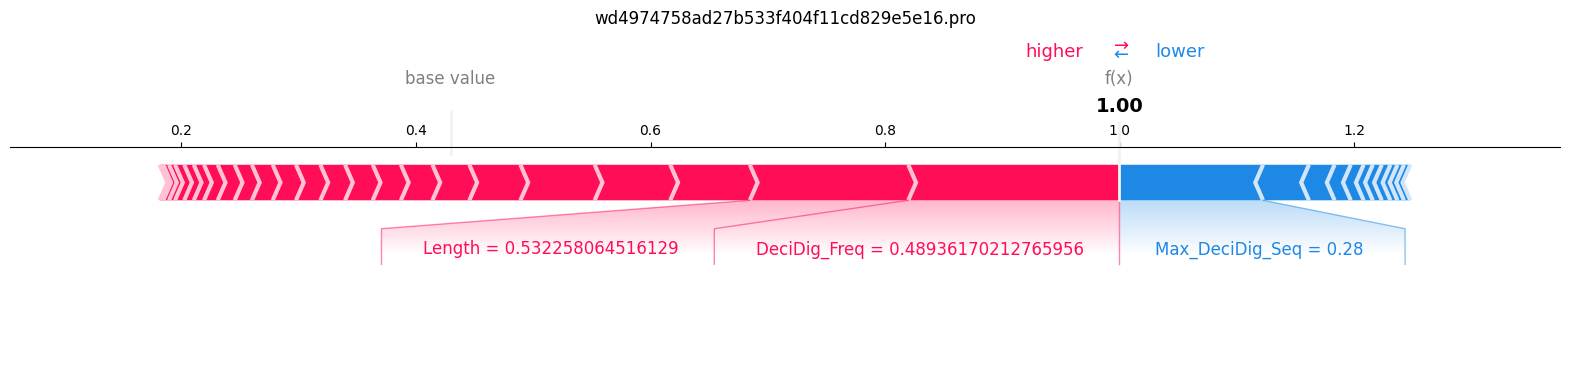 wd4974758ad27b533f404f11cd829e5e16.pro
higher ⇄ lower
base value f(x)
1.00
0.2 0.4 0.6 0.8 1.0 1.2
Length = 0.532258064516129 DeciDig_Freq = 0.48936170212765956 Max_DeciDig_Seq = 0.28